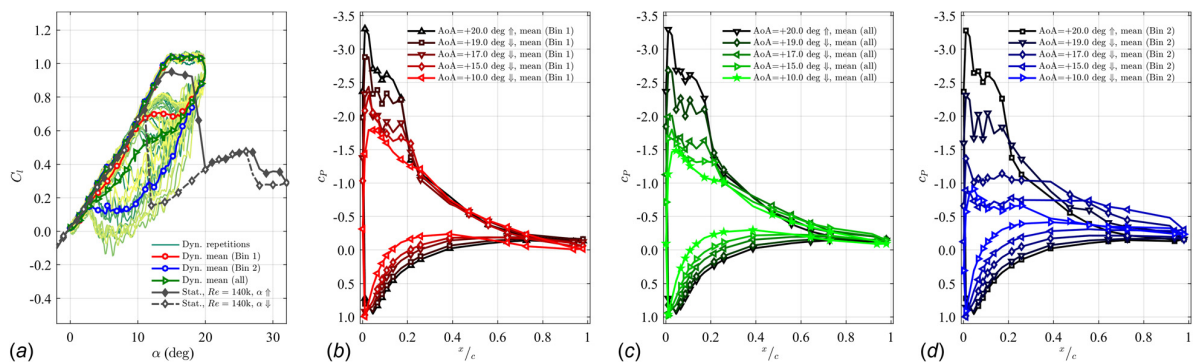 1.2
1.0
0.8
0.6
0.4
0.2
0.0
-0.2
-0.4
C_l
Dyn. repetitions
Dyn. mean (Bin 1)
Dyn. mean (Bin 2)
Dyn. mean (all)
Stat., Re = 140k, α ⇑
Stat., Re = 140k, α ⇓
0 10 20 30
α (deg)
(a)
-3.5
-3.0
-2.5
-2.0
-1.5
-1.0
-0.5
0.0
0.5
1.0
c_P
AoA=+20.0 deg ⇑, mean (Bin 1)
AoA=+19.0 deg ⇓, mean (Bin 1)
AoA=+17.0 deg ⇓, mean (Bin 1)
AoA=+15.0 deg ⇓, mean (Bin 1)
AoA=+10.0 deg ⇓, mean (Bin 1)
0 0.2 0.4 0.6 0.8 1
x/c
(b)
-3.5
-3.0
-2.5
-2.0
-1.5
-1.0
-0.5
0.0
0.5
1.0
c_P
AoA=+20.0 deg ⇑, mean (all)
AoA=+19.0 deg ⇓, mean (all)
AoA=+17.0 deg ⇓, mean (all)
AoA=+15.0 deg ⇓, mean (all)
AoA=+10.0 deg ⇓, mean (all)
0 0.2 0.4 0.6 0.8 1
x/c
(c)
-3.5
-3.0
-2.5
-2.0
-1.5
-1.0
-0.5
0.0
0.5
1.0
c_P
AoA=+20.0 deg ⇑, mean (Bin 2)
AoA=+19.0 deg ⇓, mean (Bin 2)
AoA=+17.0 deg ⇓, mean (Bin 2)
AoA=+15.0 deg ⇓, mean (Bin 2)
AoA=+10.0 deg ⇓, mean (Bin 2)
0 0.2 0.4 0.6 0.8 1
x/c
(d)